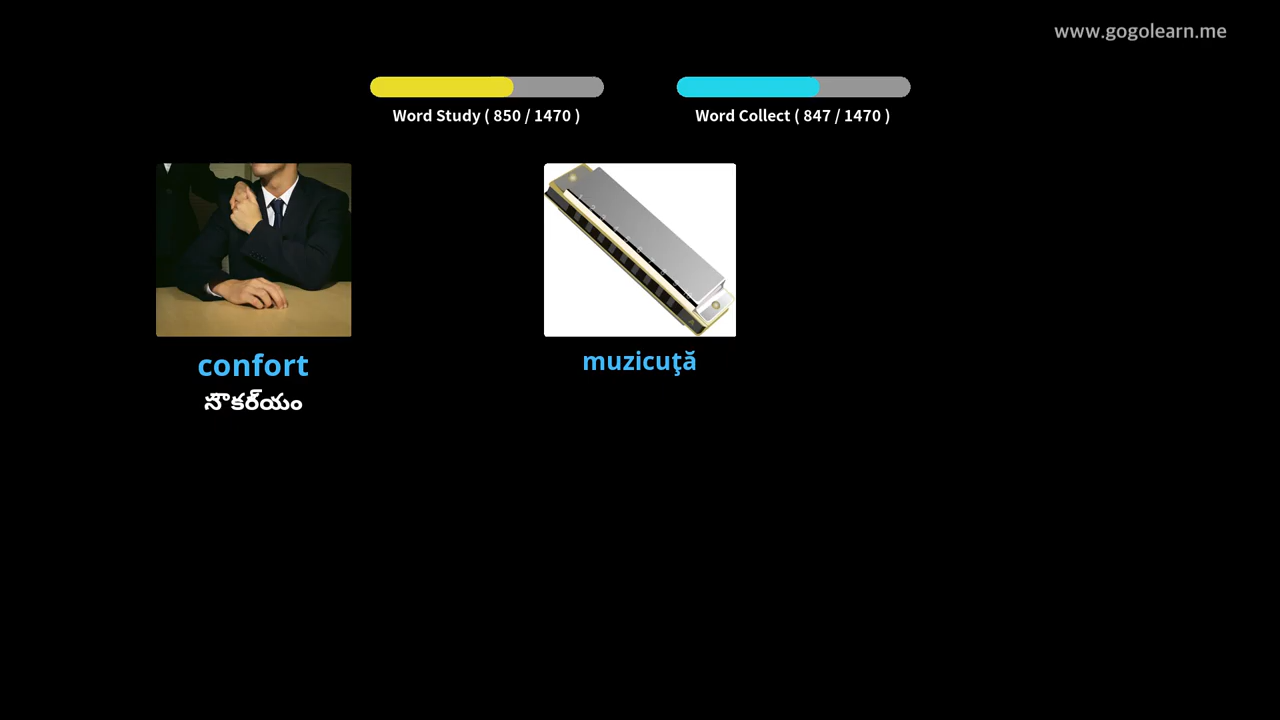 www.gogolearn.me
Word Study ( 850 / 1470 )
Word Collect ( 847 / 1470 )
confort
సౌకర్యం
muzicuţă